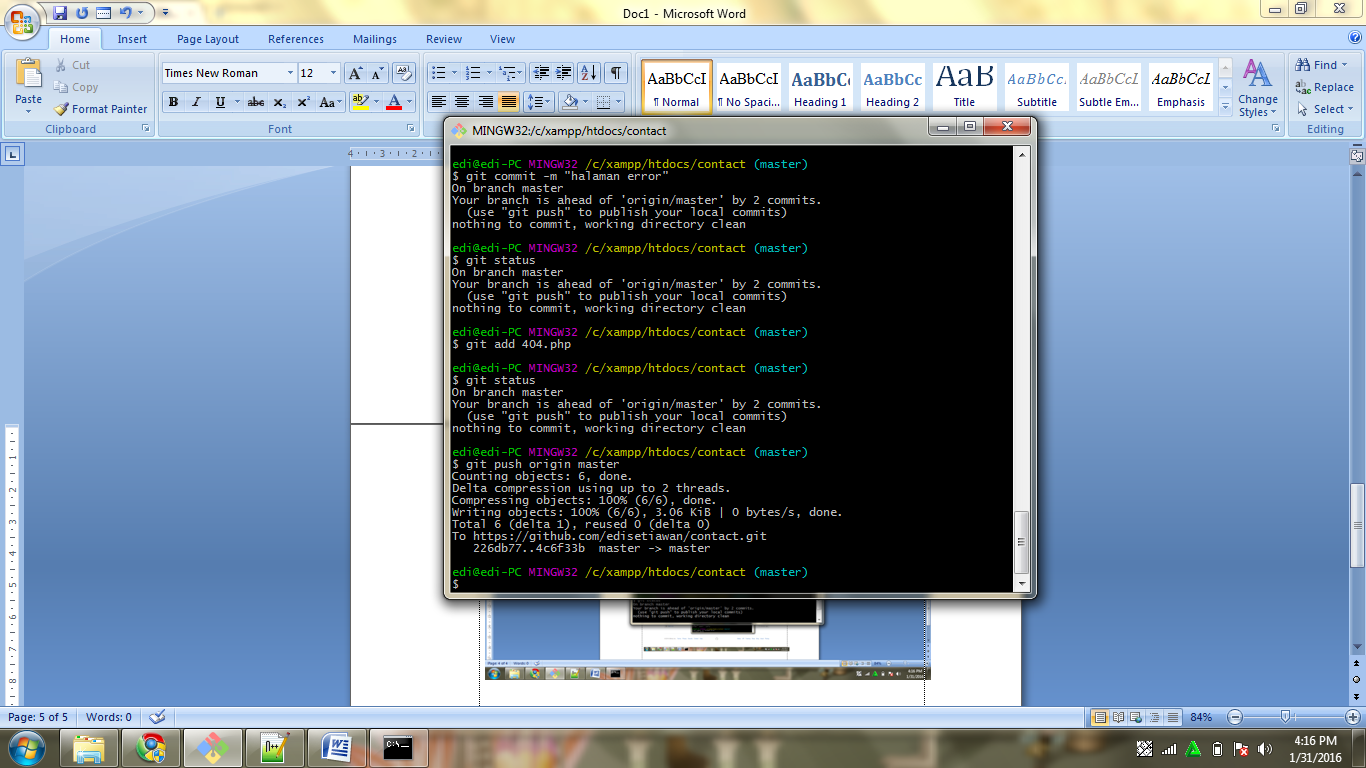 Doc1 - Microsoft Word
Home Insert Page Layout References Mailings Review View
Paste
Cut
Copy
Format Painter
Clipboard
Times New Roman 12
Font
AaBbCcI AaBbCcI AaBbCc AaBbCc AaB AaBbCc. AaBbCc. AaBbCcL
¶ Normal ¶ No Spaci... Heading 1 Heading 2 Title Subtitle Subtle Em... Emphasis
Change Styles
Find
Replace
Select
Editing
MINGW32:/c/xampp/htdocs/contact
edi@edi-PC MINGW32 /c/xampp/htdocs/contact (master)
$ git commit -m "halaman error"
On branch master
Your branch is ahead of 'origin/master' by 2 commits.
  (use "git push" to publish your local commits)
nothing to commit, working directory clean
edi@edi-PC MINGW32 /c/xampp/htdocs/contact (master)
$ git status
On branch master
Your branch is ahead of 'origin/master' by 2 commits.
  (use "git push" to publish your local commits)
nothing to commit, working directory clean
edi@edi-PC MINGW32 /c/xampp/htdocs/contact (master)
$ git add 404.php
edi@edi-PC MINGW32 /c/xampp/htdocs/contact (master)
$ git status
On branch master
Your branch is ahead of 'origin/master' by 2 commits.
  (use "git push" to publish your local commits)
nothing to commit, working directory clean
edi@edi-PC MINGW32 /c/xampp/htdocs/contact (master)
$ git push origin master
Counting objects: 6, done.
Delta compression using up to 2 threads.
Compressing objects: 100% (6/6), done.
Writing objects: 100% (6/6), 3.06 KiB | 0 bytes/s, done.
Total 6 (delta 1), reused 0 (delta 0)
To https://github.com/edisetiawan/contact.git
   226db77..4c6f33b  master -> master
edi@edi-PC MINGW32 /c/xampp/htdocs/contact (master)
$
Page: 5 of 5 Words: 0 84%
4:16 PM
1/31/2016